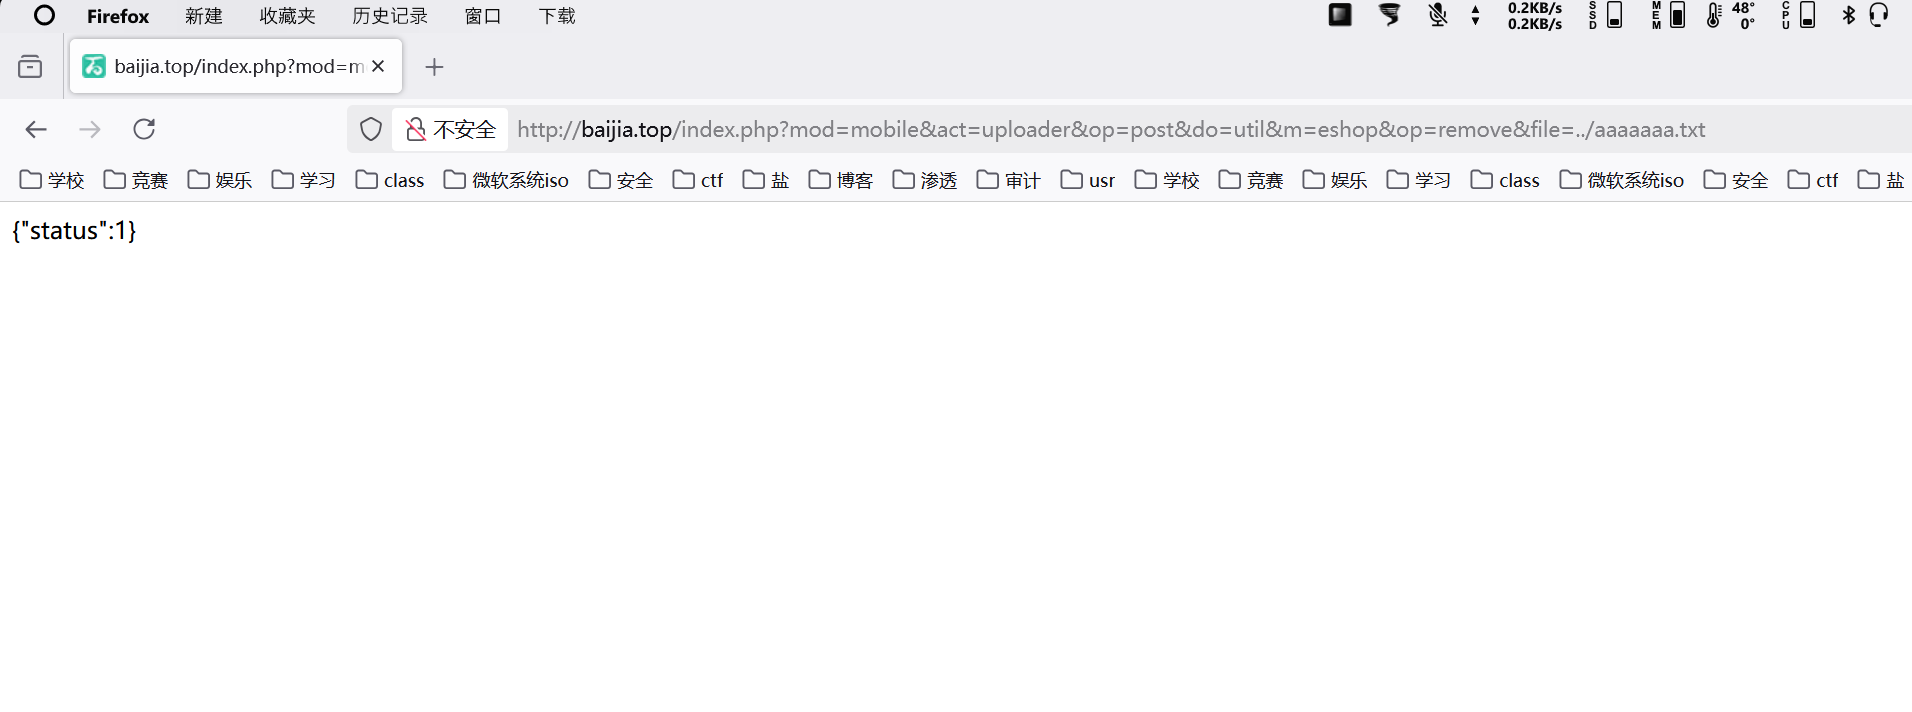 Firefox 新建 收藏夹 历史记录 窗口 下载 0.2KB/s 0.2KB/s SSD MEM 48° 0° CPU
baijia.top/index.php?mod=m
不安全 http://baijia.top/index.php?mod=mobile&act=uploader&op=post&do=util&m=eshop&op=remove&file=../aaaaaaa.txt
学校 竞赛 娱乐 学习 class 微软系统iso 安全 ctf 盐 博客 渗透 审计 usr 学校 竞赛 娱乐 学习 class 微软系统iso 安全 ctf 盐
{"status":1}